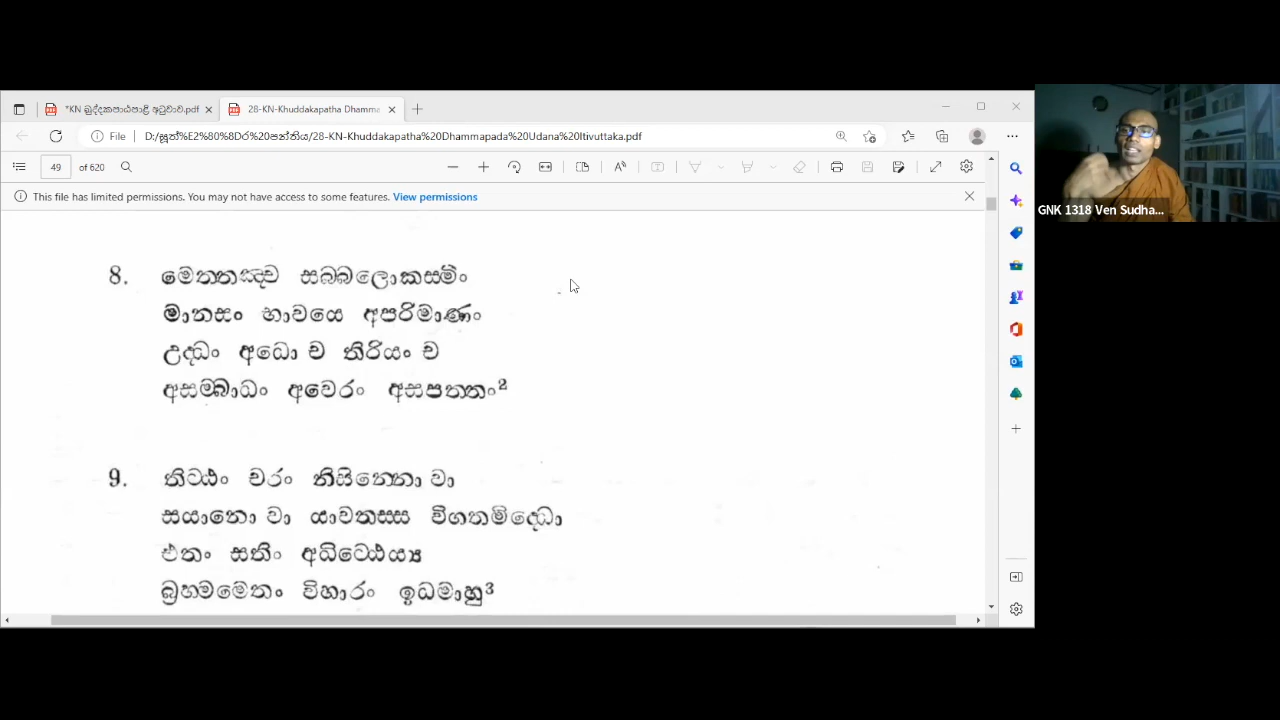 *KN ඛුද්දකපාඨපාළි අටුවාව.pdf
28-KN-Khuddakapatha Dhamma
File
D:/සූත්%E2%80%8Dර%20පන්තිය/28-KN-Khuddakapatha%20Dhammapada%20Udana%20Itivuttaka.pdf
49 of 620
This file has limited permissions. You may not have access to some features. View permissions
GNK 1318 Ven Sudha...
8. මෙත්තඤ්ච සබ්බලොකස්මිං
මානසං භාවයෙ අපරිමාණං
උද්ධං අධො ච තිරියං ච
අසම්බාධං අවෙරං අසපත්තං²
9. තිට්ඨං චරං නිසින්නො වා
සයානො වා යාවතස්ස විගතමිද්ධො
එතං සතිං අධිට්ඨෙය්‍ය
බ්‍රහ්මමෙතං විහාරං ඉධමාහු³